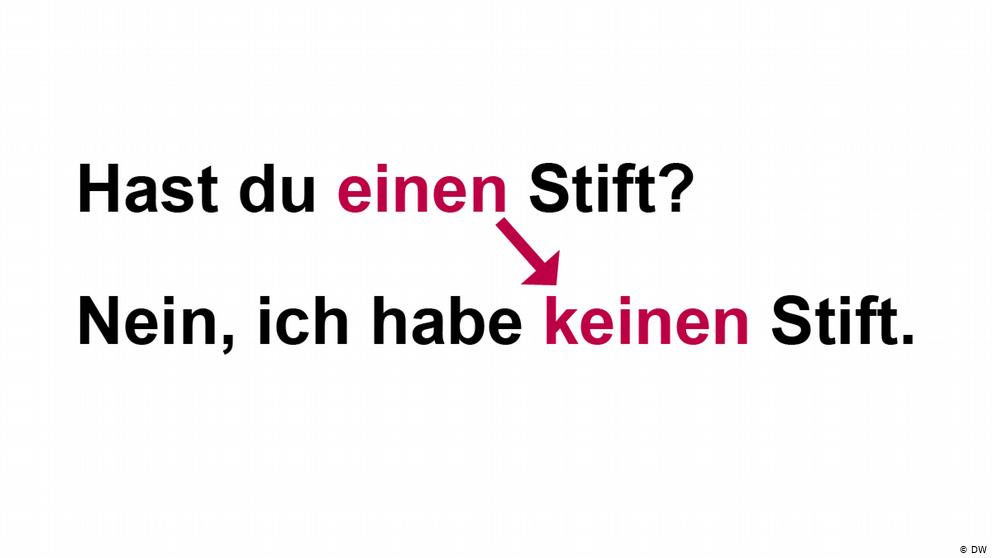 Hast du einen Stift?
Nein, ich habe keinen Stift.
© DW